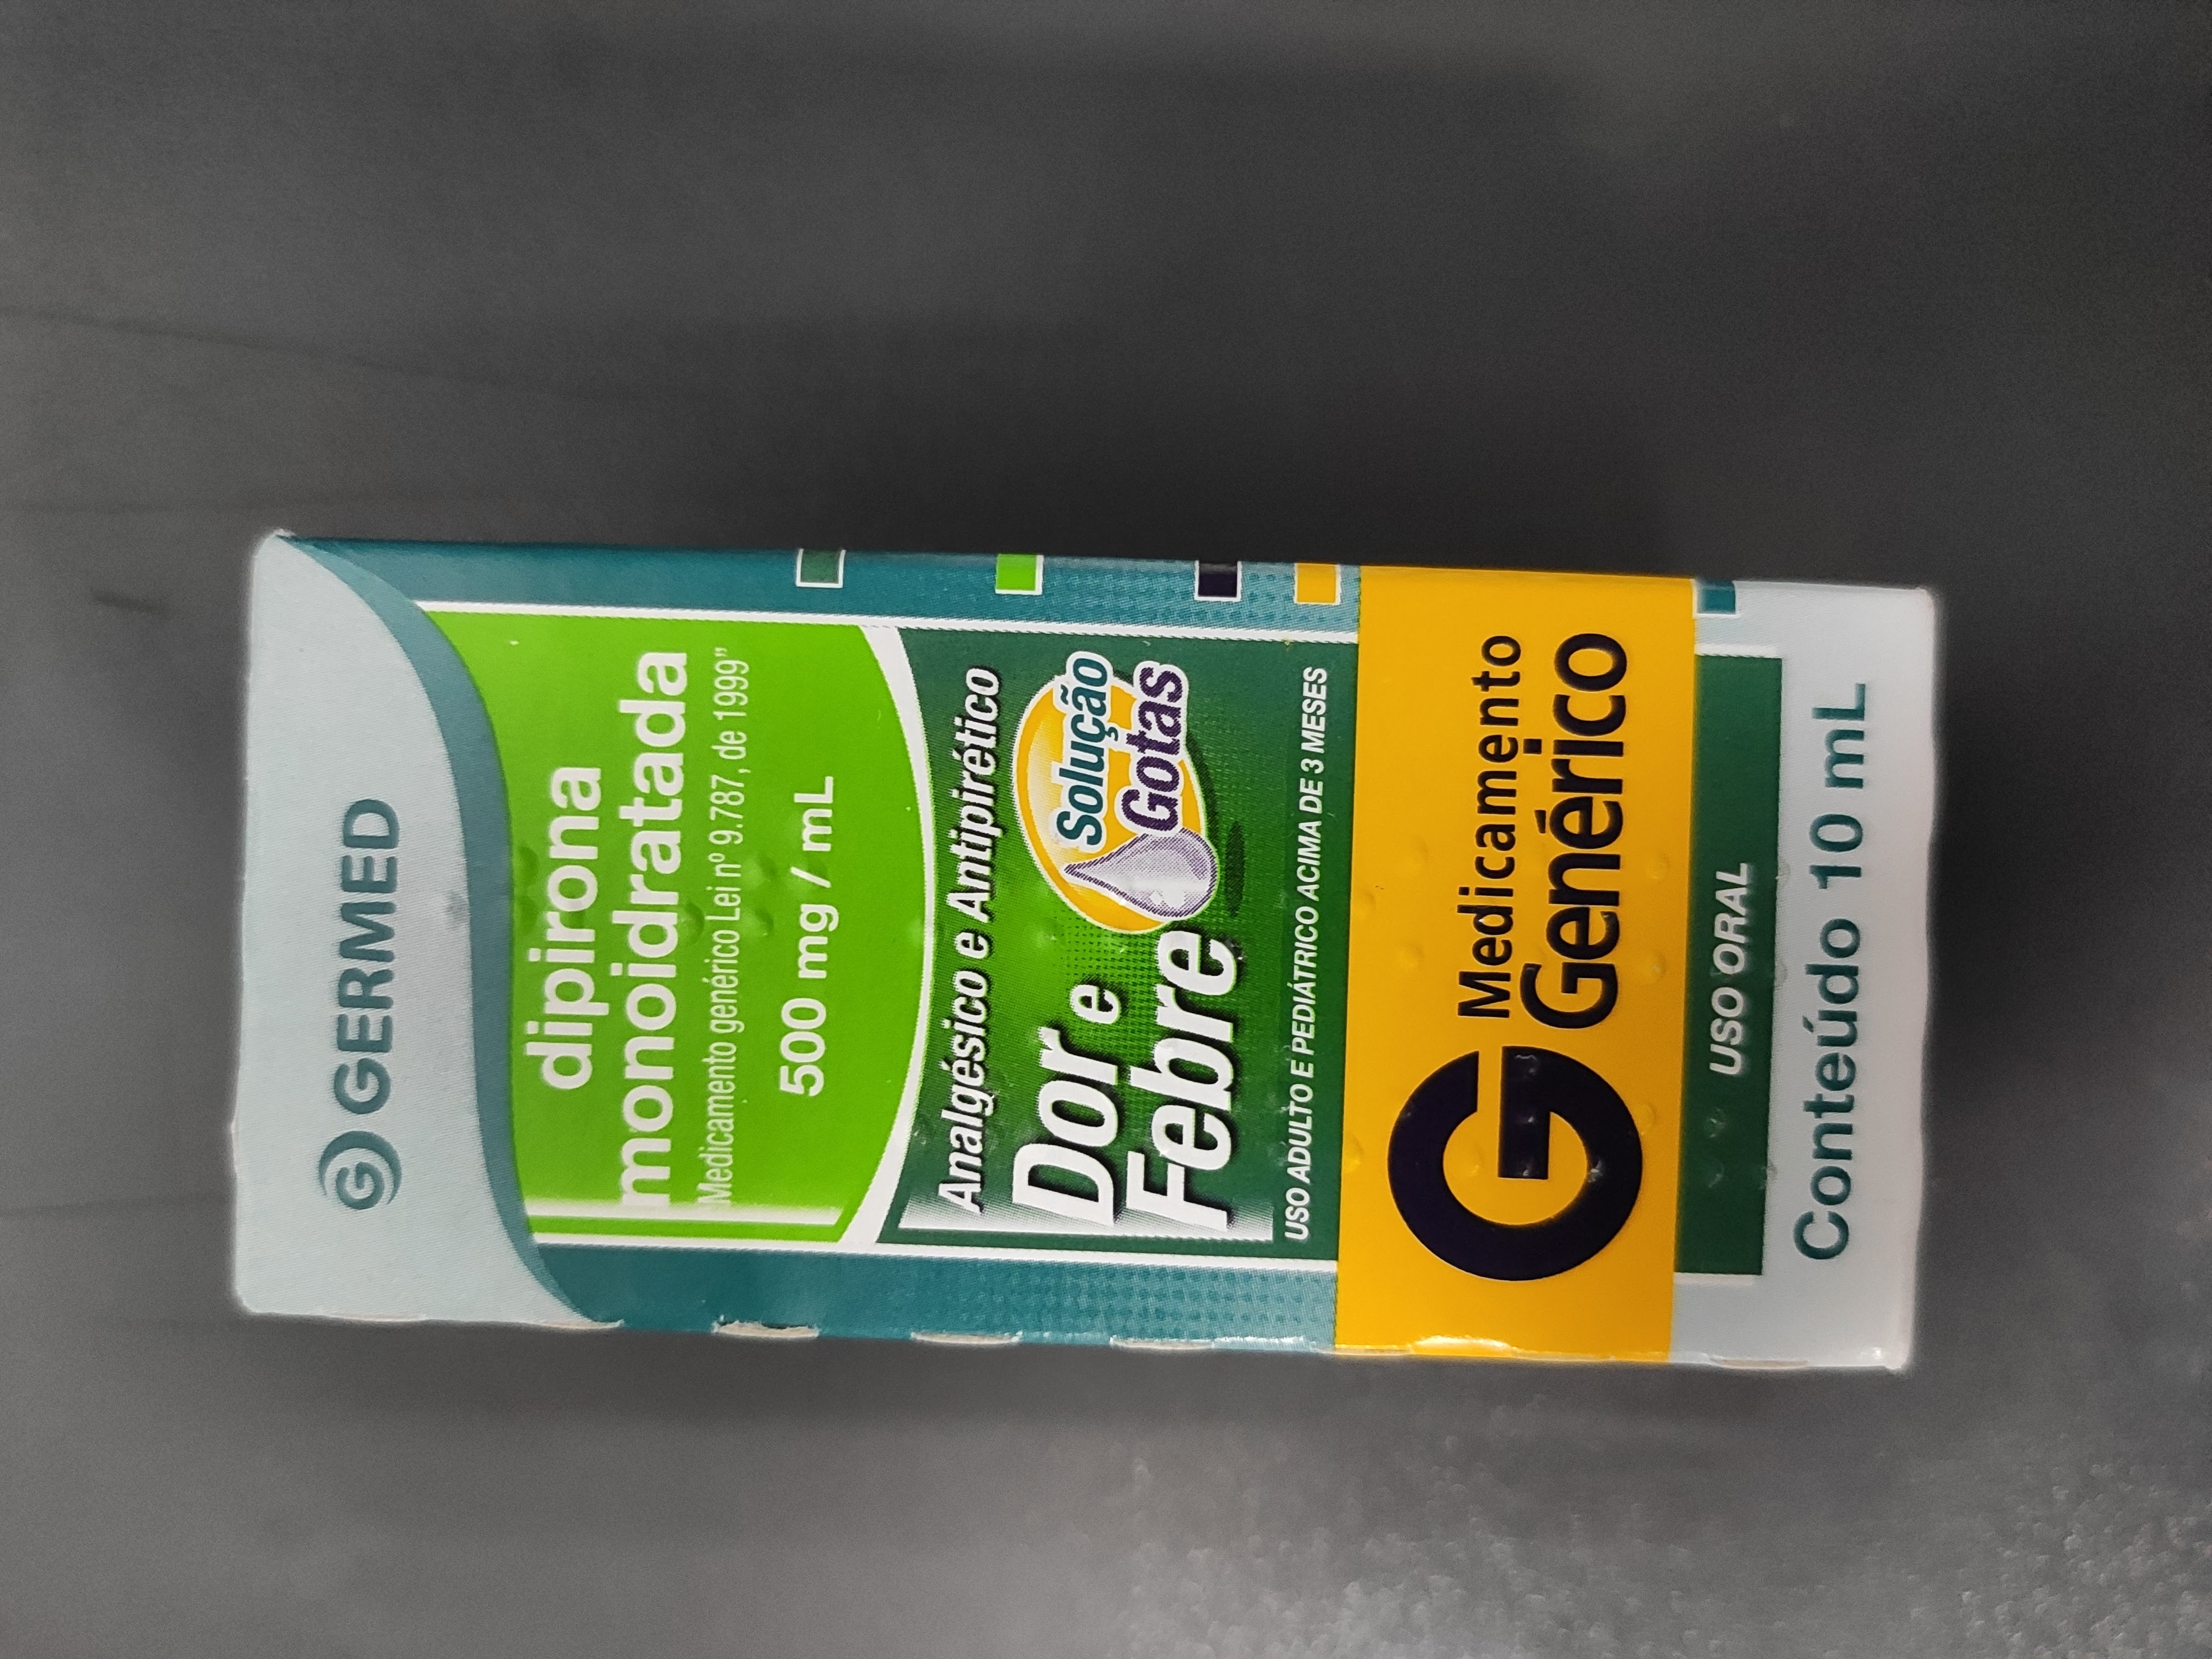 G GERMED
dipirona
monoidratada
Medicamento genérico Lei nº 9.787, de 1999"
500 mg / mL
Analgésico e Antipirético
Dor e
Febre
Solução
Gotas
USO ADULTO E PEDIÁTRICO ACIMA DE 3 MESES
G Medicamento
Genérico
USO ORAL
Conteúdo 10 mL